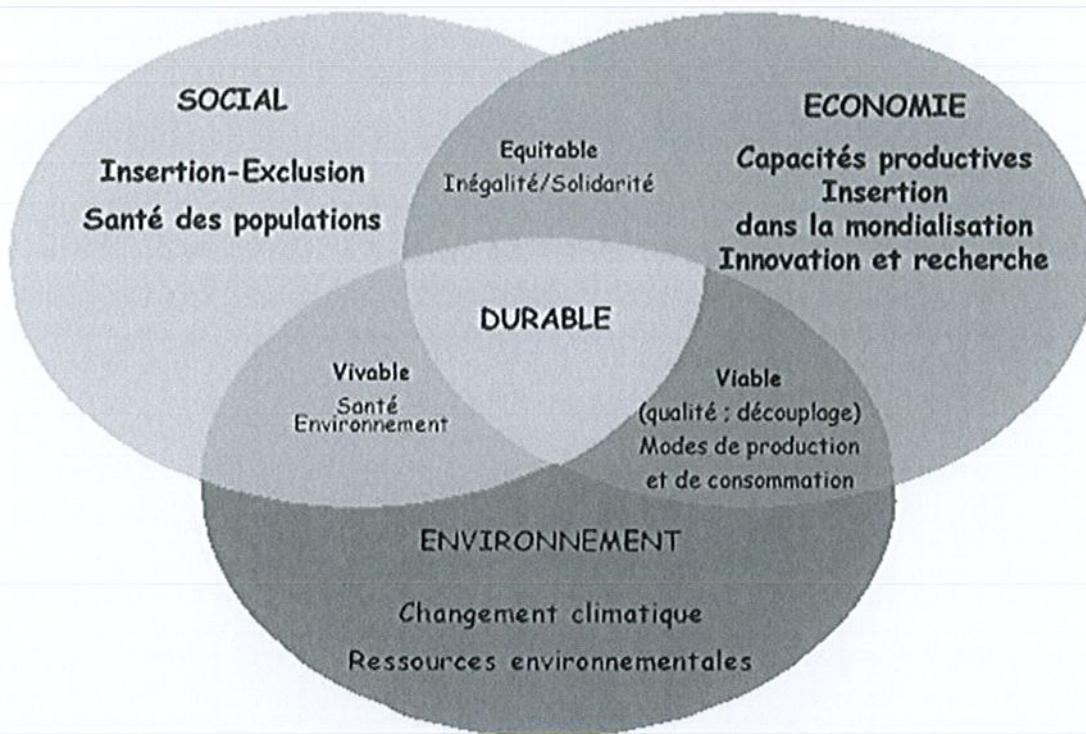 SOCIAL
Insertion-Exclusion
Santé des populations
ECONOMIE
Capacités productives
Insertion
dans la mondialisation
Innovation et recherche
Equitable
Inégalité/Solidarité
DURABLE
Vivable
Santé
Environnement
Viable
(qualité ; découplage)
Modes de production
et de consommation
ENVIRONNEMENT
Changement climatique
Ressources environnementales